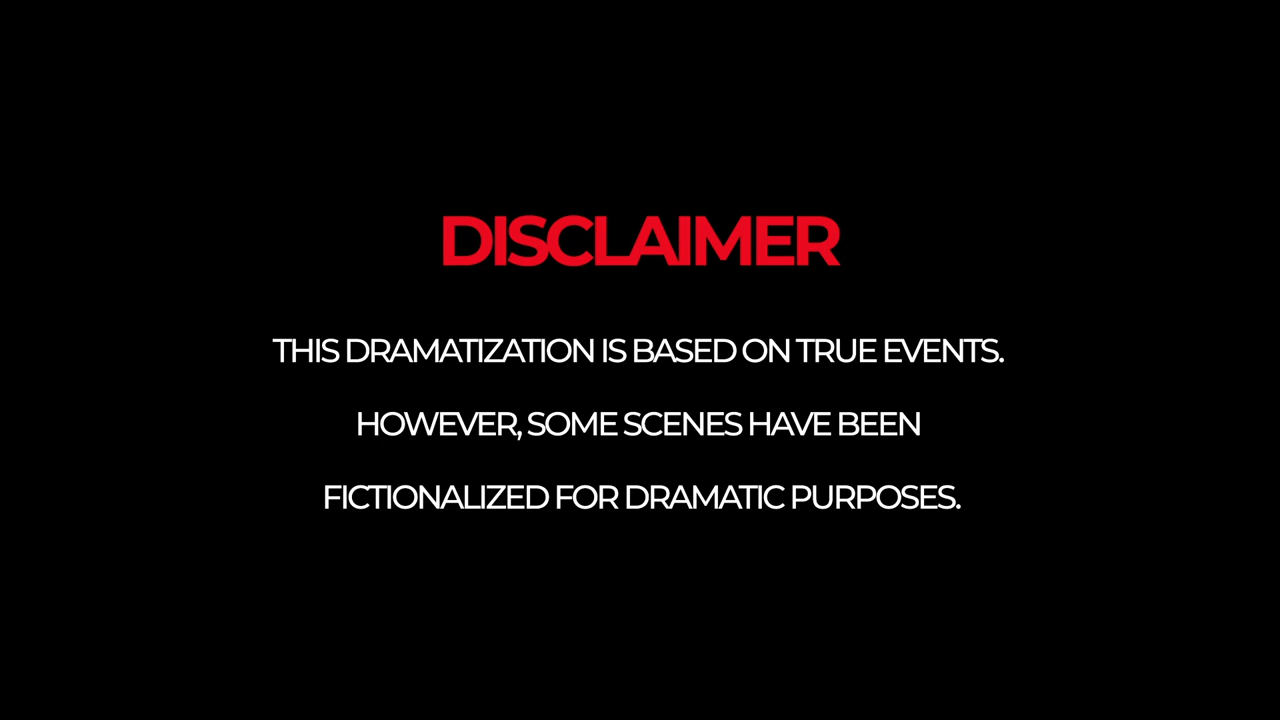 DISCLAIMER
THIS DRAMATIZATION IS BASED ON TRUE EVENTS.
HOWEVER, SOME SCENES HAVE BEEN
FICTIONALIZED FOR DRAMATIC PURPOSES.